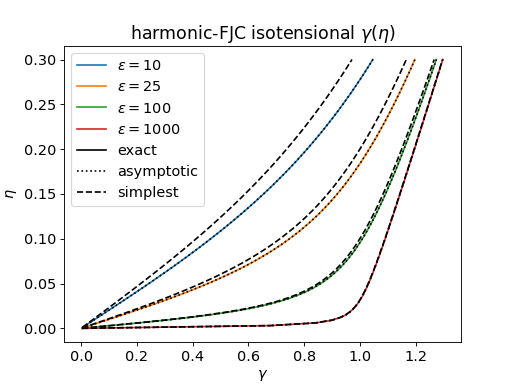 harmonic-FJC isotensional γ(η)
0.30
0.25
0.20
0.15
0.10
0.05
0.00
η
ε = 10
ε = 25
ε = 100
ε = 1000
exact
asymptotic
simplest
0.0 0.2 0.4 0.6 0.8 1.0 1.2
γ